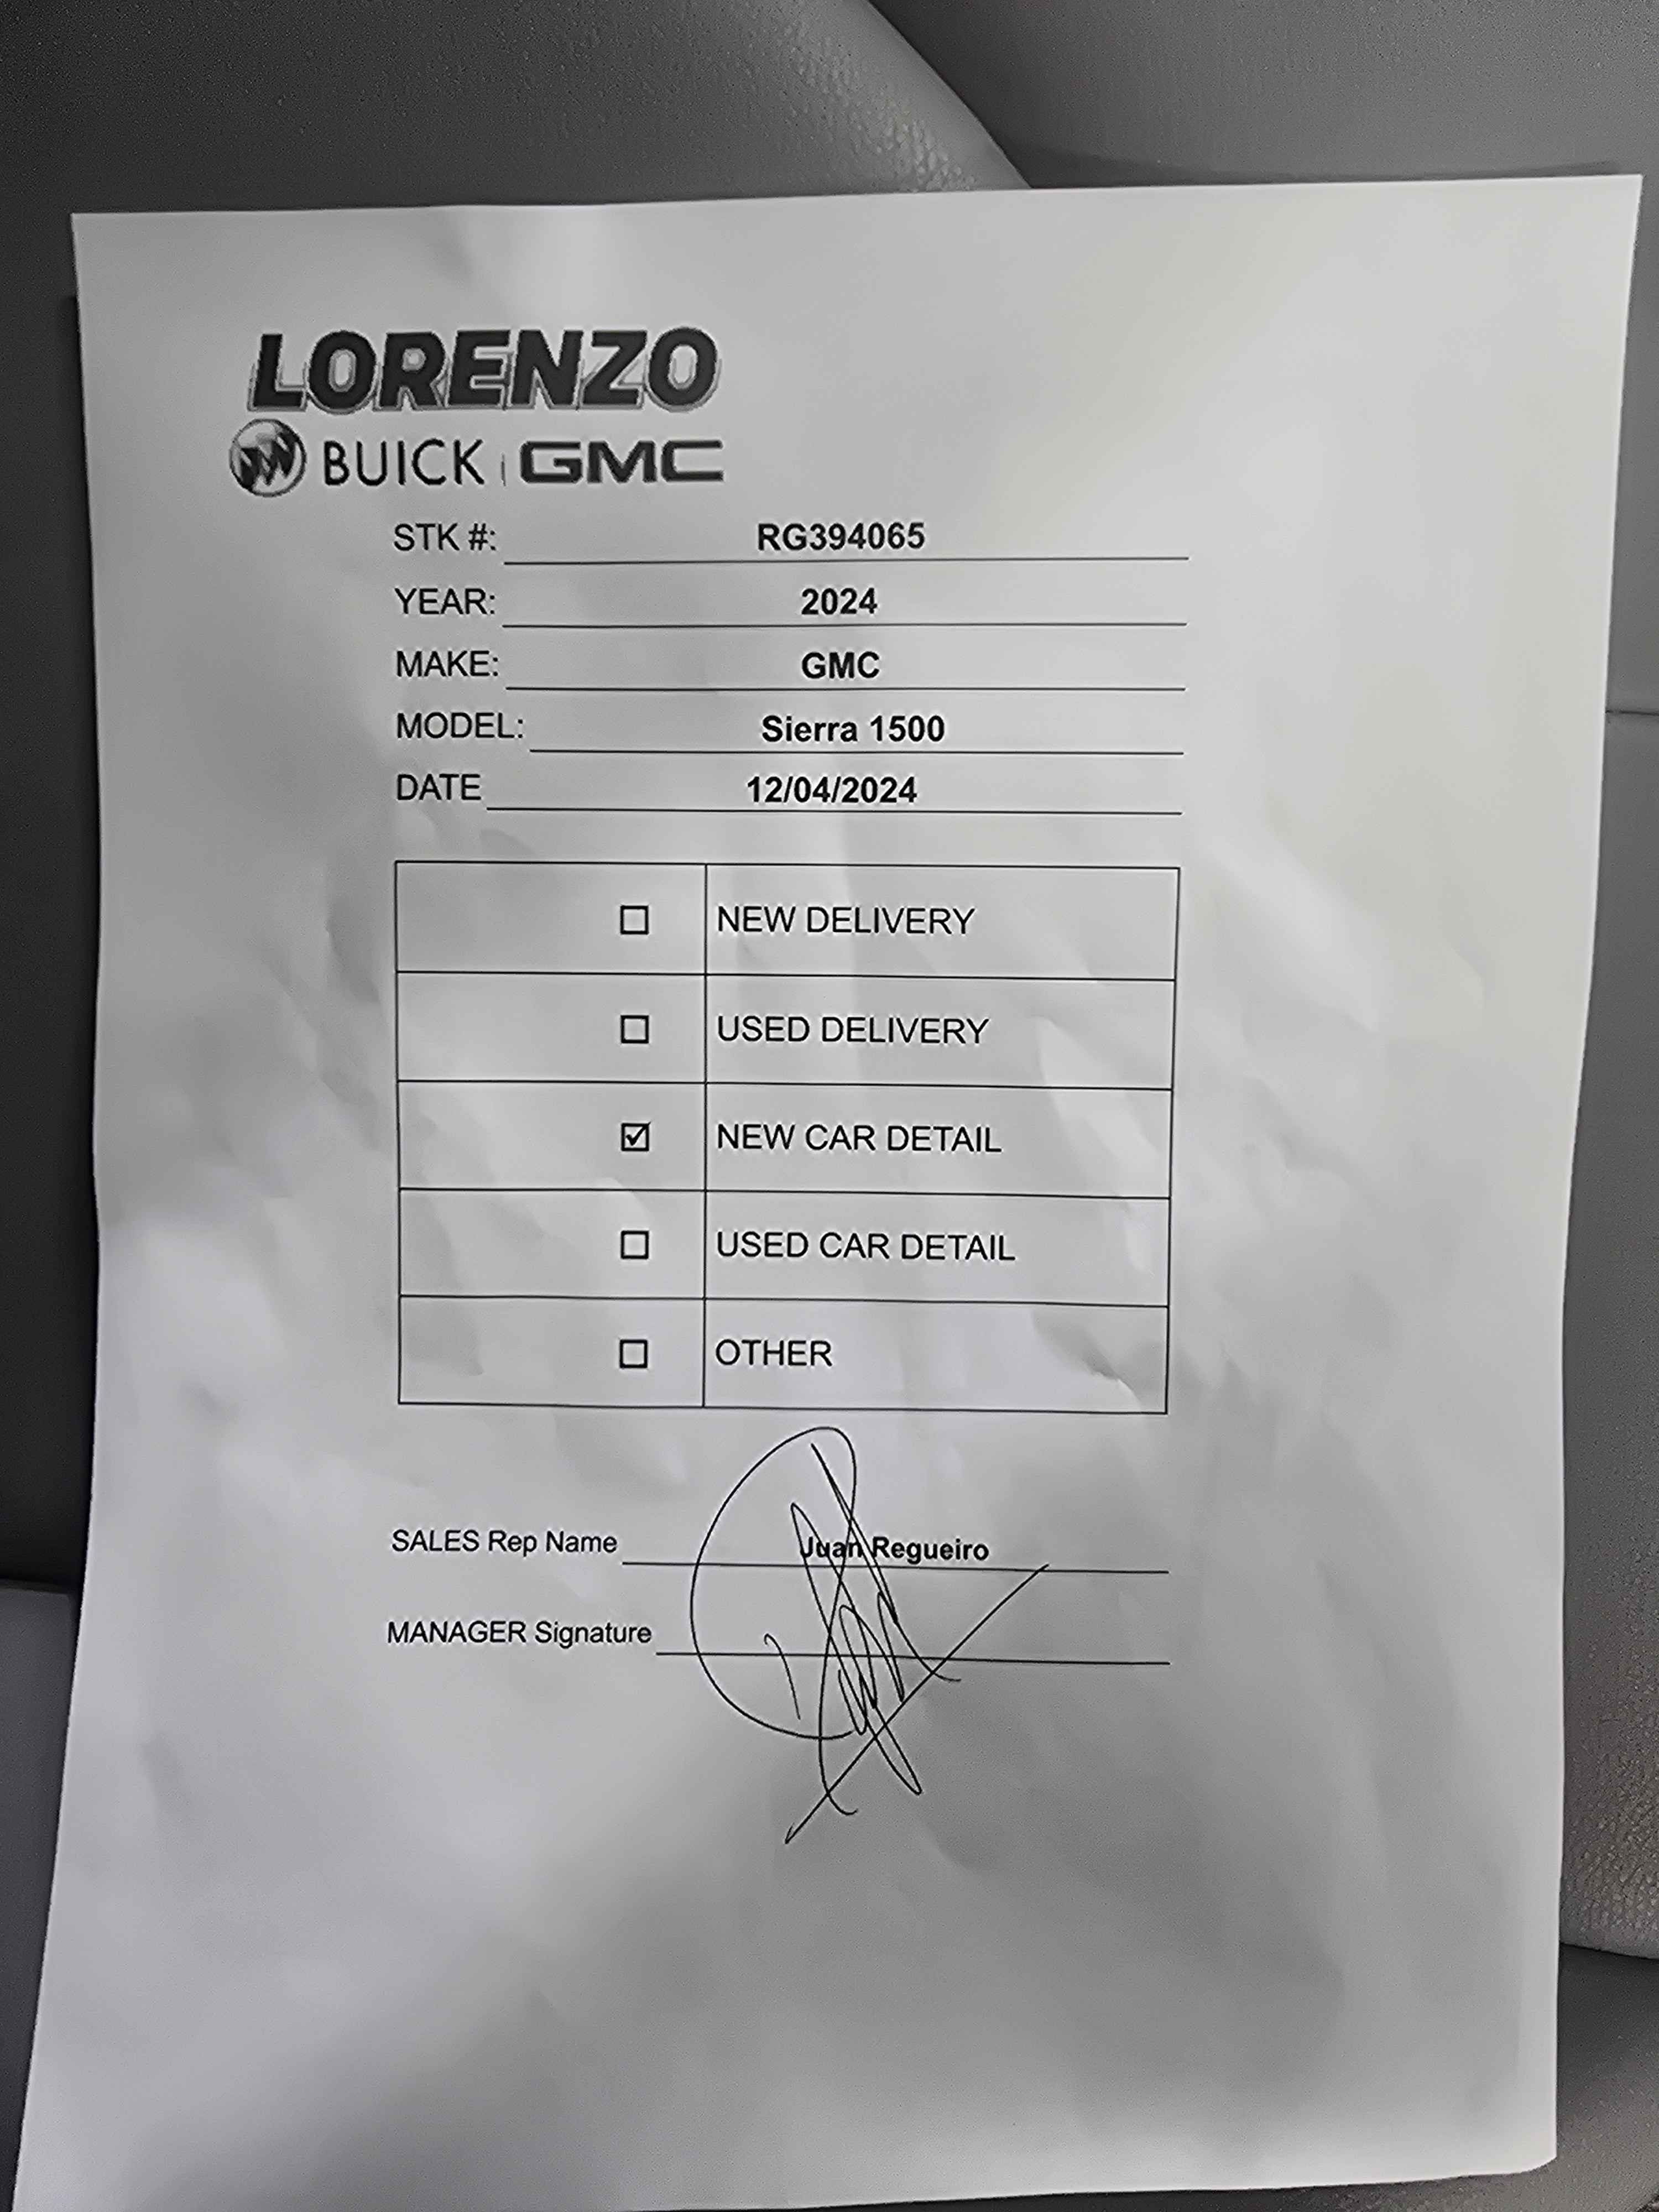 LORENZO
BUICK | GMC
STK #: RG394065
YEAR: 2024
MAKE: GMC
MODEL: Sierra 1500
DATE 12/04/2024
☐ NEW DELIVERY
☐ USED DELIVERY
☑ NEW CAR DETAIL
☐ USED CAR DETAIL
☐ OTHER
SALES Rep Name Juan Regueiro
MANAGER Signature